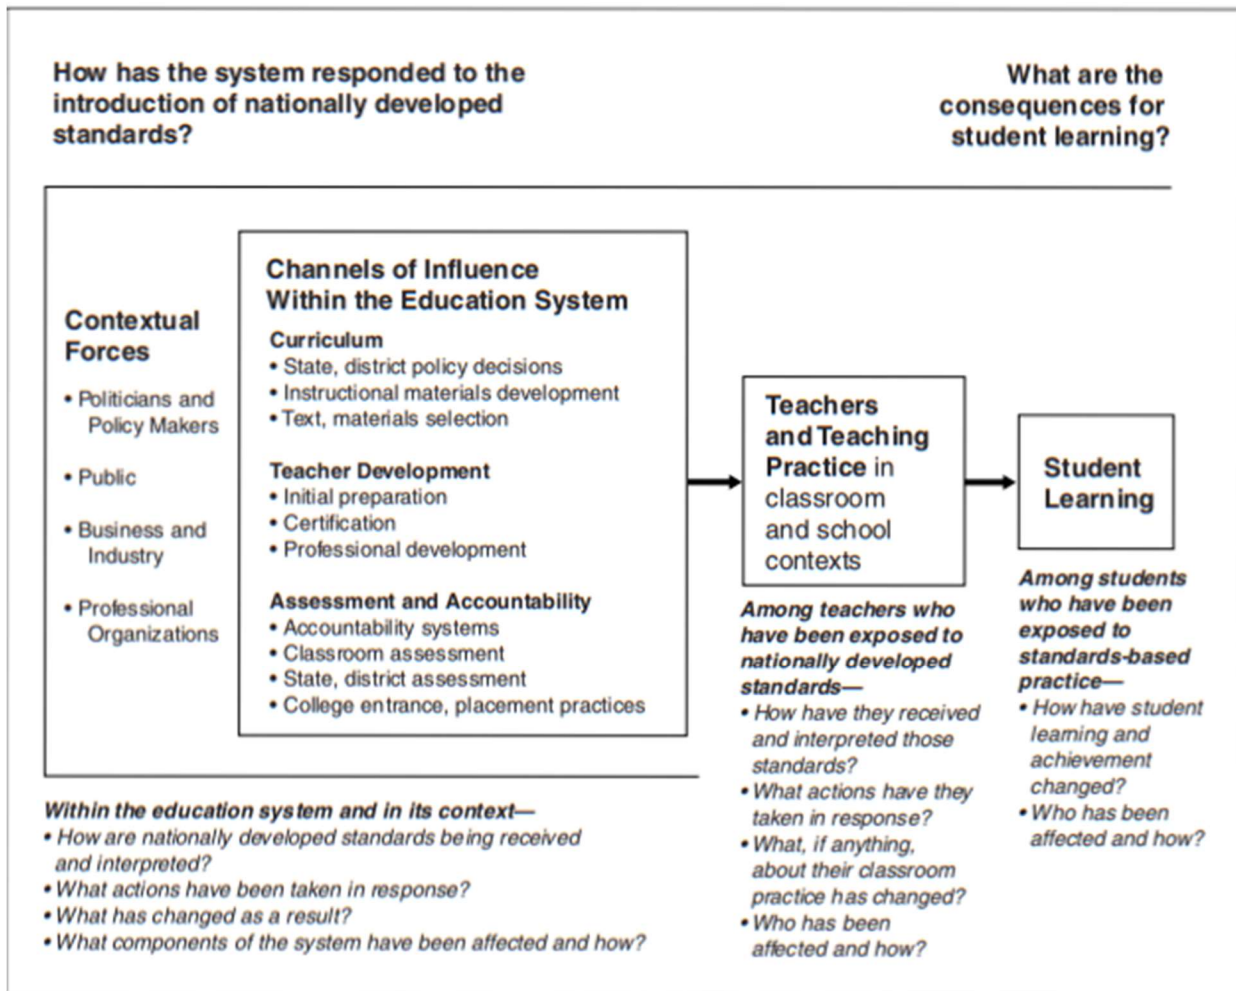 How has the system responded to the
introduction of nationally developed
standards?
What are the
consequences for
student learning?
Contextual
Forces
• Politicians and
Policy Makers
• Public
• Business and
Industry
• Professional
Organizations
Channels of Influence
Within the Education System
Curriculum
• State, district policy decisions
• Instructional materials development
• Text, materials selection
Teacher Development
• Initial preparation
• Certification
• Professional development
Assessment and Accountability
• Accountability systems
• Classroom assessment
• State, district assessment
• College entrance, placement practices
Teachers
and Teaching
Practice in
classroom
and school
contexts
Student
Learning
Within the education system and in its context—
• How are nationally developed standards being received
and interpreted?
• What actions have been taken in response?
• What has changed as a result?
• What components of the system have been affected and how?
Among teachers who
have been exposed to
nationally developed
standards—
• How have they received
and interpreted those
standards?
• What actions have they
taken in response?
• What, if anything,
about their classroom
practice has changed?
• Who has been
affected and how?
Among students
who have been
exposed to
standards-based
practice—
• How have student
learning and
achievement
changed?
• Who has been
affected and how?